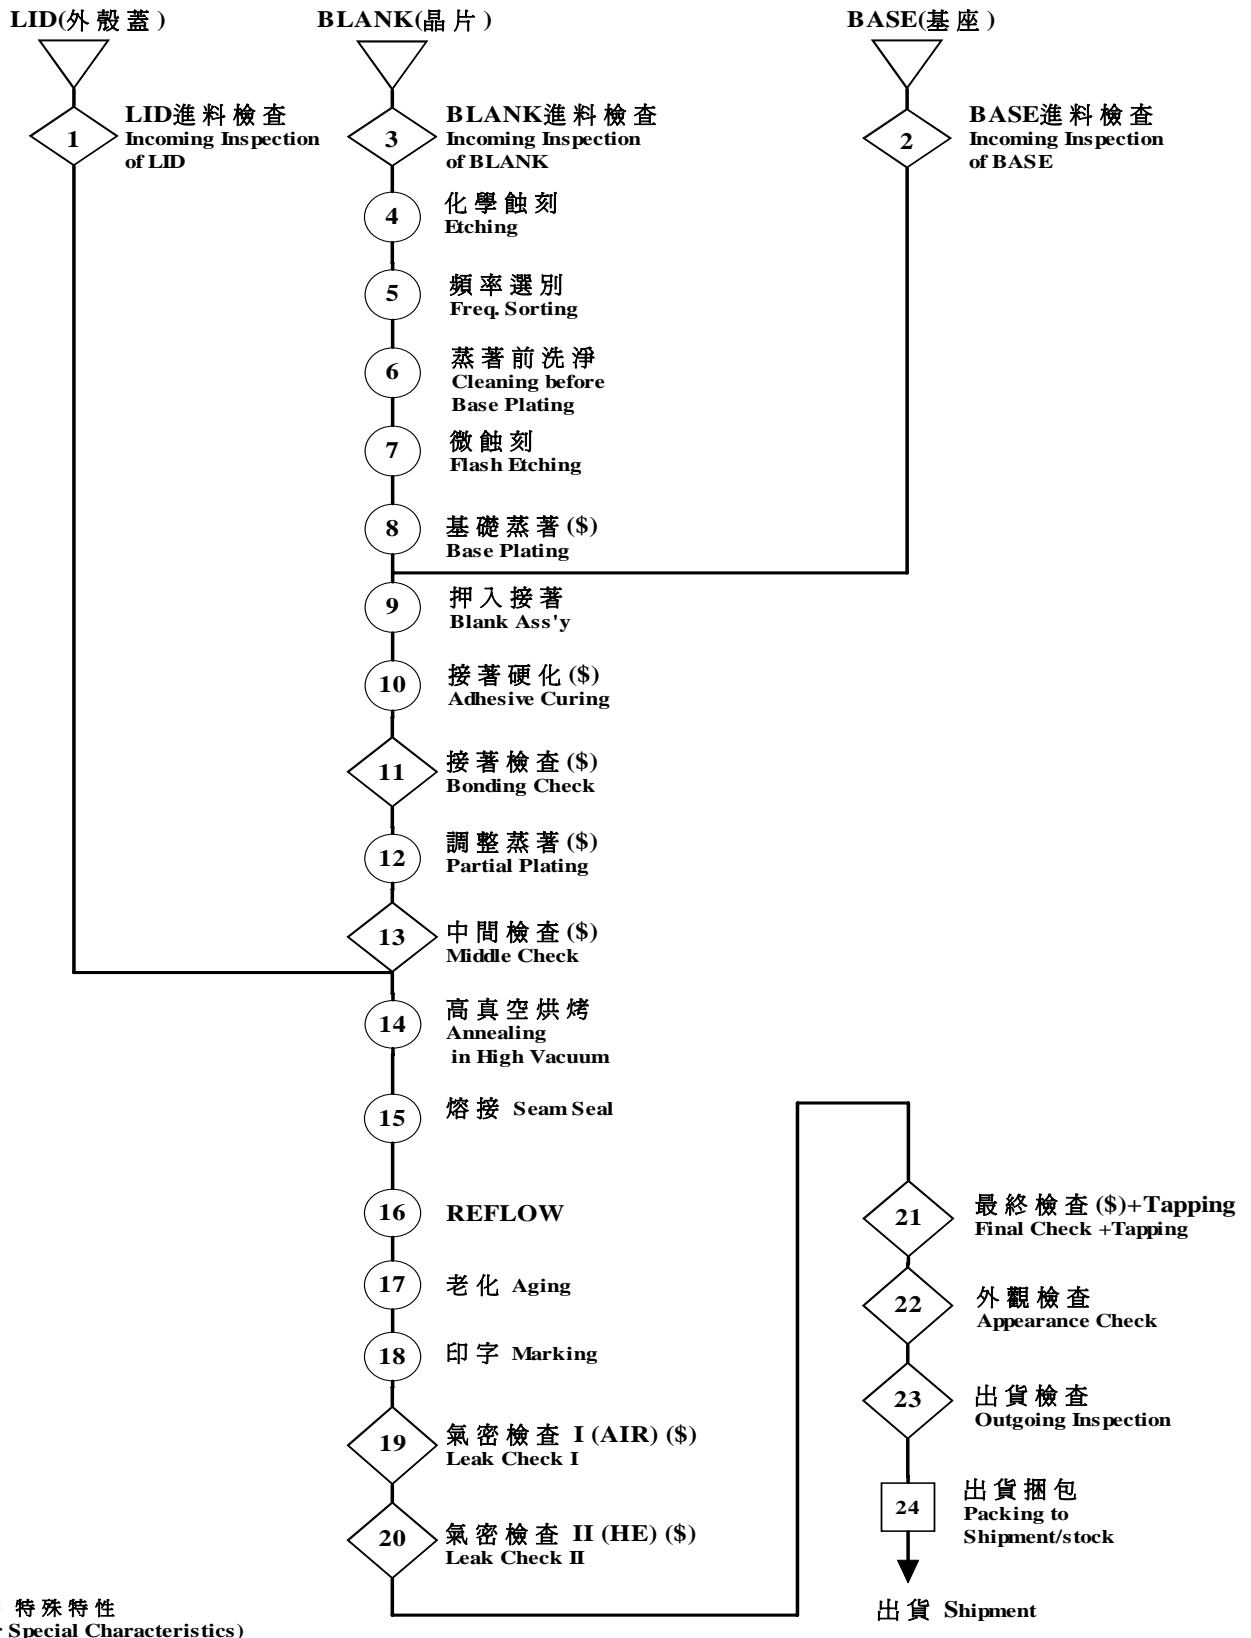 LID(外殼蓋)
BLANK(晶片)
BASE(基座)
1
LID進料檢查
Incoming Inspection
of LID
3
BLANK進料檢查
Incoming Inspection
of BLANK
2
BASE進料檢查
Incoming Inspection
of BASE
4
化學蝕刻
Etching
5
頻率選別
Freq. Sorting
6
蒸著前洗淨
Cleaning before
Base Plating
7
微蝕刻
Flash Etching
8
基礎蒸著($)
Base Plating
9
押入接著
Blank Ass'y
10
接著硬化($)
Adhesive Curing
11
接著檢查($)
Bonding Check
12
調整蒸著($)
Partial Plating
13
中間檢查($)
Middle Check
14
高真空烘烤
Annealing
in High Vacuum
15
熔接 Seam Seal
16
REFLOW
17
老化 Aging
18
印字 Marking
19
氣密檢查 I (AIR) ($)
Leak Check I
20
氣密檢查 II (HE) ($)
Leak Check II
21
最終檢查($)+Tapping
Final Check +Tapping
22
外觀檢查
Appearance Check
23
出貨檢查
Outgoing Inspection
24
出貨捆包
Packing to
Shipment/stock
出貨 Shipment
特殊特性
Special Characteristics)